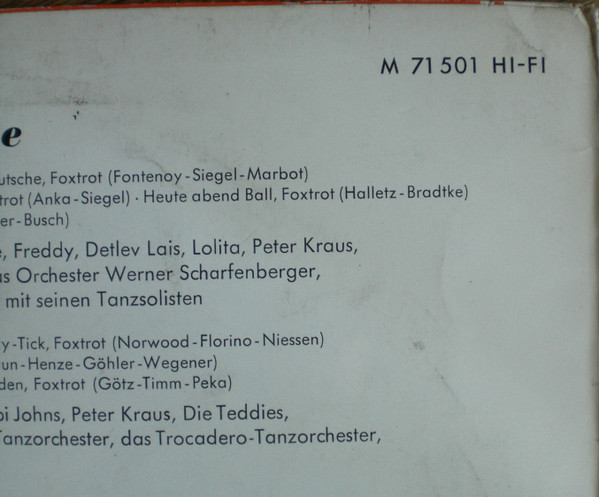 M 71 501 HI-FI
e
utsche, Foxtrot (Fontenoy-Siegel-Marbot)
trot (Anka-Siegel) · Heute abend Ball, Foxtrot (Halletz-Bradtke)
er-Busch)
e, Freddy, Detlev Lais, Lolita, Peter Kraus,
as Orchester Werner Scharfenberger,
mit seinen Tanzsolisten
y-Tick, Foxtrot (Norwood-Florino-Niessen)
un-Henze-Göhler-Wegener)
den, Foxtrot (Götz-Timm-Peka)
bi Johns, Peter Kraus, Die Teddies,
Tanzorchester, das Trocadero-Tanzorchester,